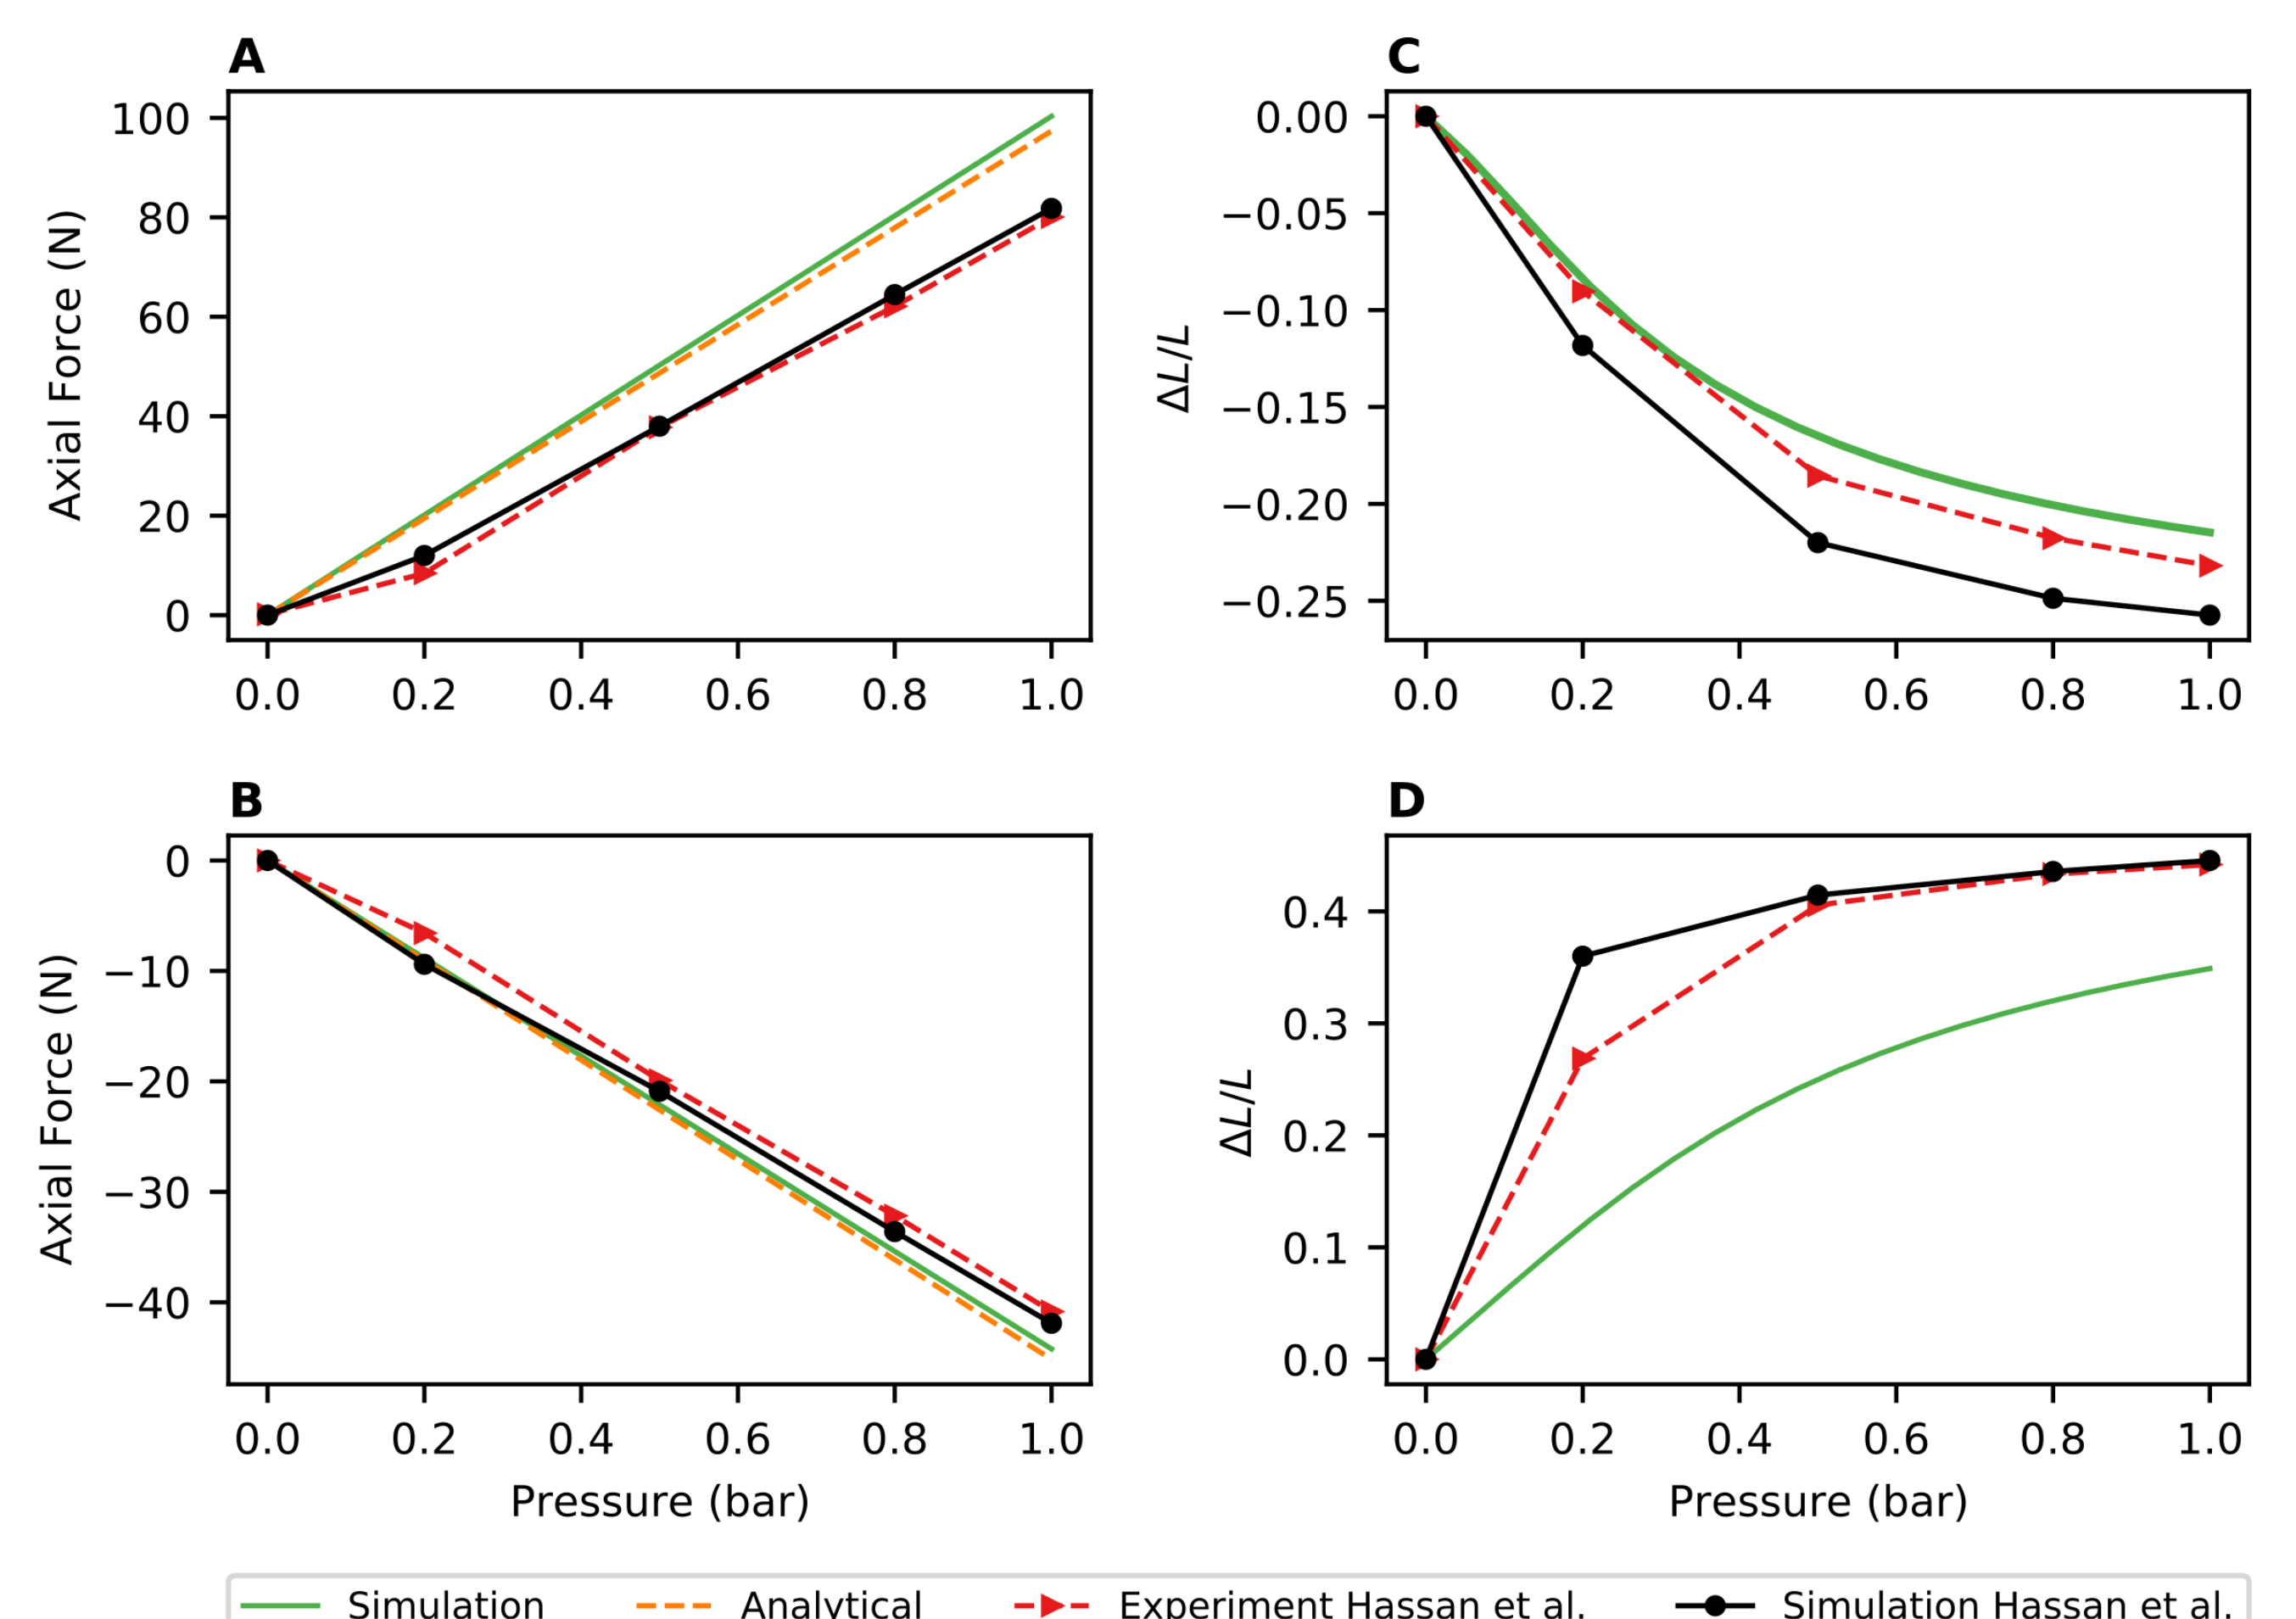 A
100
80
60
40
20
0
Axial Force (N)
0.0 0.2 0.4 0.6 0.8 1.0
C
0.00
−0.05
−0.10
−0.15
−0.20
−0.25
ΔL/L
0.0 0.2 0.4 0.6 0.8 1.0
B
0
−10
−20
−30
−40
Axial Force (N)
0.0 0.2 0.4 0.6 0.8 1.0
Pressure (bar)
D
0.4
0.3
0.2
0.1
0.0
ΔL/L
0.0 0.2 0.4 0.6 0.8 1.0
Pressure (bar)
Simulation Analytical Experiment Hassan et al. Simulation Hassan et al.